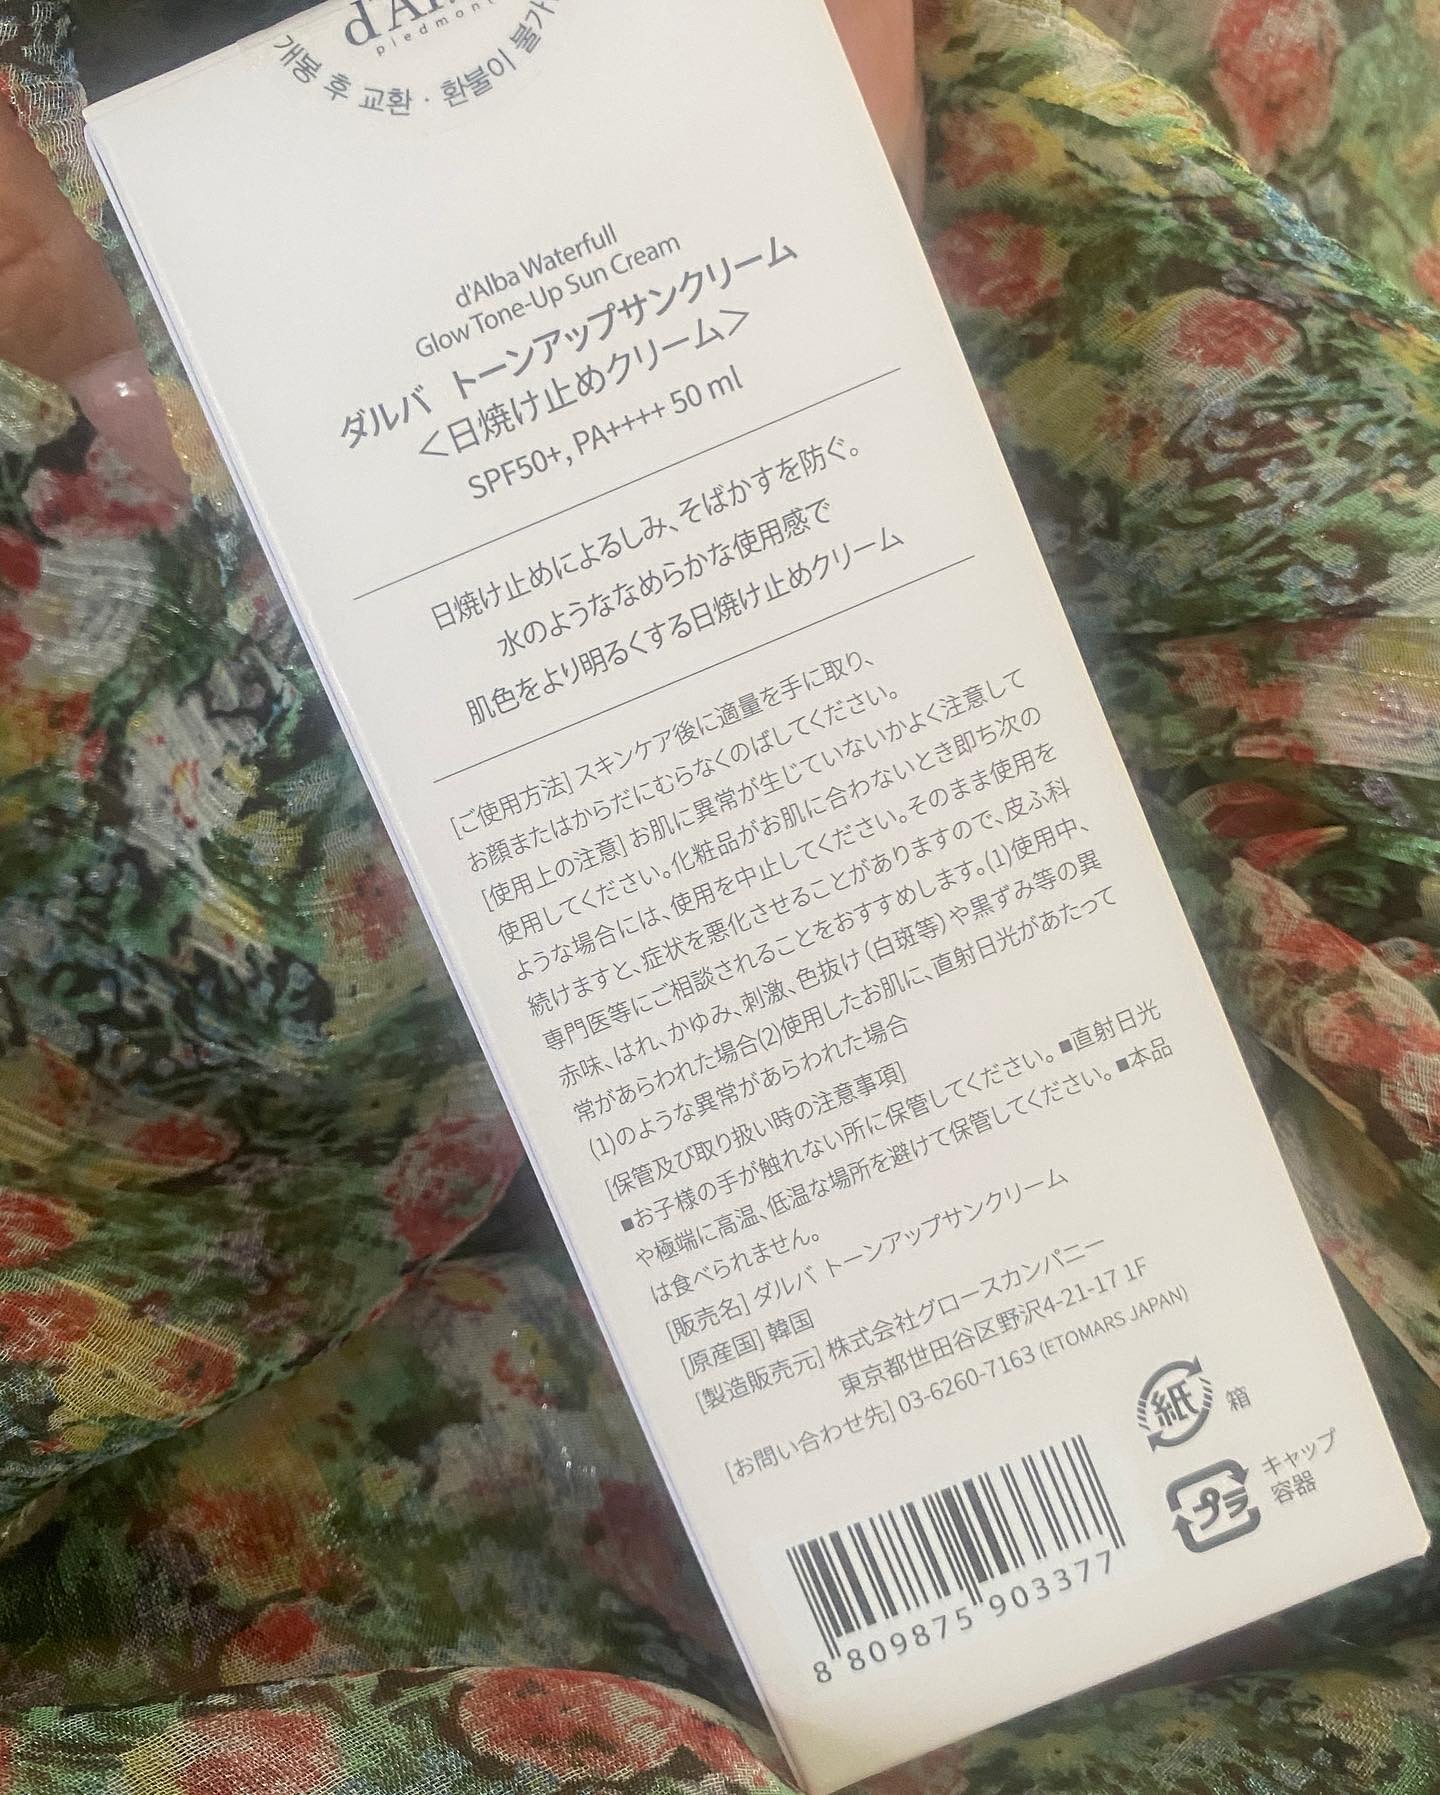 piedmont
개봉 후 교환 · 환불이 불가
d'Alba Waterfull
Glow Tone-Up Sun Cream
ダルバ トーンアップサンクリーム
＜日焼け止めクリーム＞
SPF50+, PA++++ 50 ml
日焼け止めによるしみ、そばかすを防ぐ。
水のようななめらかな使用感で
肌色をより明るくする日焼け止めクリーム
[ご使用方法] スキンケア後に適量を手に取り、
お顔またはからだにむらなくのばしてください。
[使用上の注意] お肌に異常が生じていないかよく注意して
使用してください。化粧品がお肌に合わないとき即ち次の
ような場合には、使用を中止してください。そのまま使用を
続けますと、症状を悪化させることがありますので、皮ふ科
専門医等にご相談されることをおすすめします。(1)使用中、
赤味、はれ、かゆみ、刺激、色抜け（白斑等）や黒ずみ等の異
常があらわれた場合(2)使用したお肌に、直射日光があたって
(1)のような異常があらわれた場合
[保管及び取り扱い時の注意事項]
■お子様の手が触れない所に保管してください。■直射日光
や極端に高温、低温な場所を避けて保管してください。■本品
は食べられません。
[販売名] ダルバ トーンアップサンクリーム
[原産国] 韓国
[製造販売元] 株式会社グロースカンパニー
東京都世田谷区野沢4-21-17 1F
[お問い合わせ先] 03-6260-7163 (ETOMARS JAPAN)
紙 箱
プラ キャップ
容器
8 809875 903377